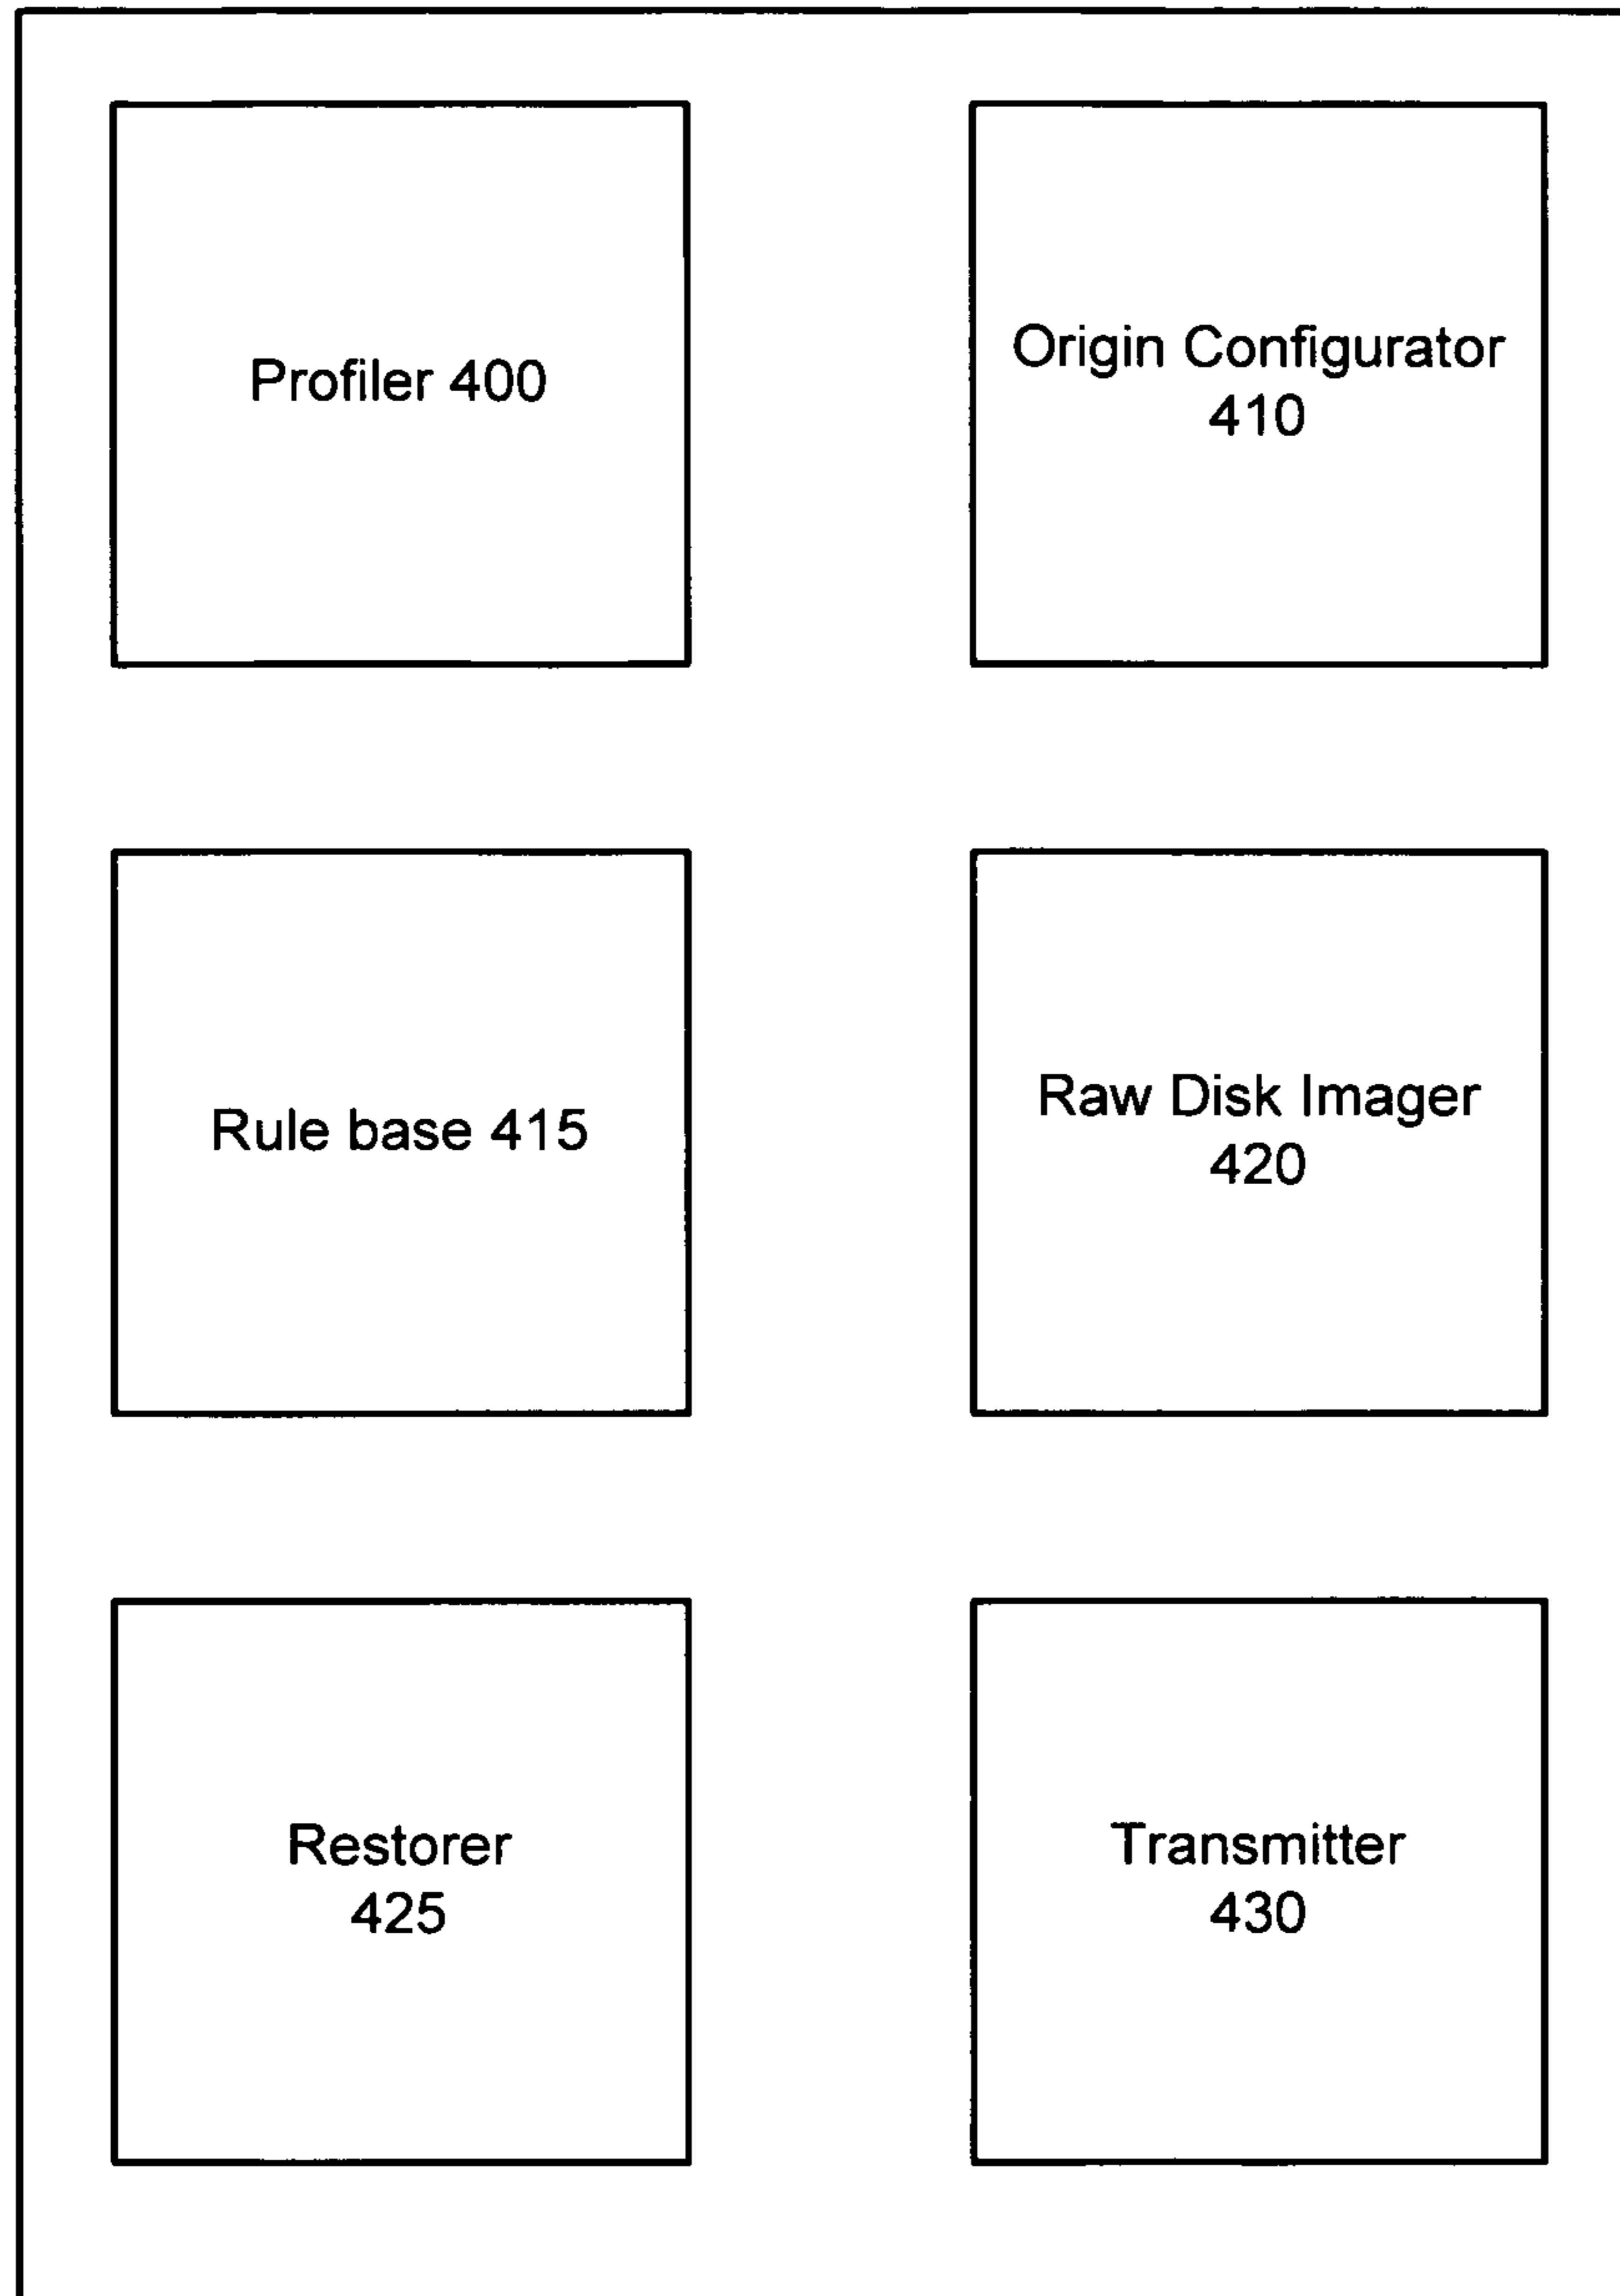 Profiler 400
Origin Configurator
410
Rule base 415
Raw Disk Imager
420
Restorer
425
Transmitter
430